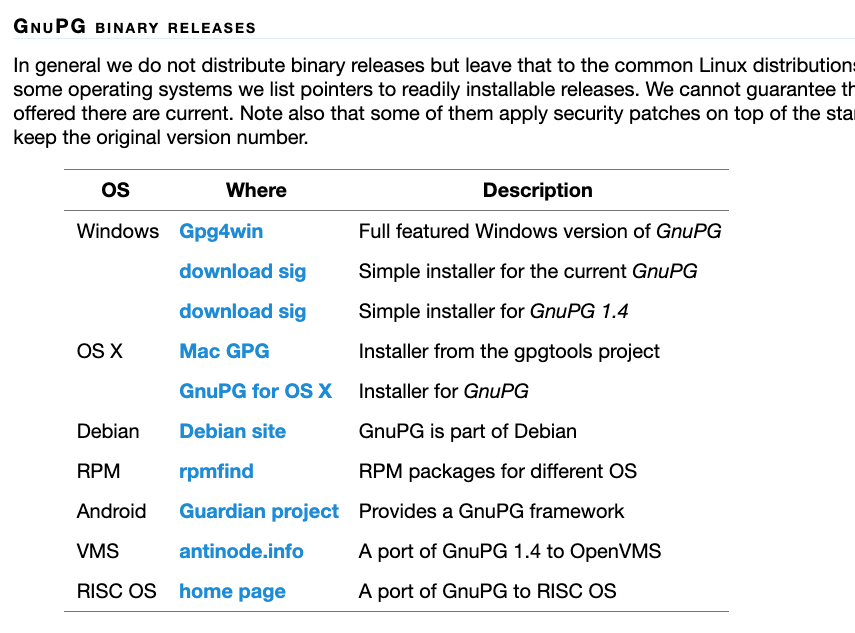 GnuPG binary releases
In general we do not distribute binary releases but leave that to the common Linux distributions
some operating systems we list pointers to readily installable releases. We cannot guarantee th
offered there are current. Note also that some of them apply security patches on top of the sta
keep the original version number.
OS Where Description
Windows Gpg4win Full featured Windows version of GnuPG
download sig Simple installer for the current GnuPG
download sig Simple installer for GnuPG 1.4
OS X Mac GPG Installer from the gpgtools project
GnuPG for OS X Installer for GnuPG
Debian Debian site GnuPG is part of Debian
RPM rpmfind RPM packages for different OS
Android Guardian project Provides a GnuPG framework
VMS antinode.info A port of GnuPG 1.4 to OpenVMS
RISC OS home page A port of GnuPG to RISC OS